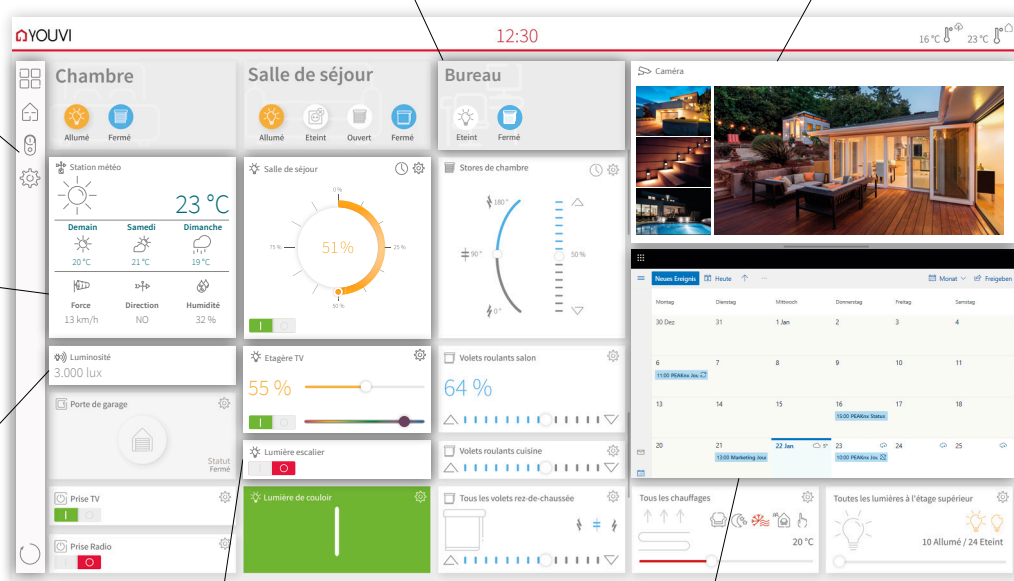 YOUVI
12:30
16 °C 23 °C
Chambre
Allumé Fermé
Salle de séjour
Allumé Eteint Ouvert Fermé
Bureau
Eteint Fermé
Caméra
Station météo
23 °C
Demain Samedi Dimanche
20 °C 21 °C 19 °C
Force Direction Humidité
13 km/h NO 32 %
Salle de séjour
0 %
75 % 51 % 25 %
50 %
Stores de chambre
180 °
90 °
0 °
50 %
Neues Ereignis Heute Monat Freigeben
Montag Dienstag Mittwoch Donnerstag Freitag Samstag
30 Dez 31 1 Jan 2 3 4
6 7 8 9 10 11
11:00 PEAKnx Jou
13 14 15 16 17 18
15:00 PEAKnx Status
20 21 22 Jan 23 24 25
13:00 Marketing Jour 10:00 PEAKnx Jou
Luminosité
3.000 lux
Etagère TV
55 %
Volets roulants salon
64 %
Porte de garage
Statut
Fermé
Lumière escalier
Volets roulants cuisine
Prise TV
Lumière de couloir
Tous les volets rez-de-chaussée
Tous les chauffages
20 °C
Toutes les lumières à l'étage supérieur
10 Allumé / 24 Eteint
Prise Radio